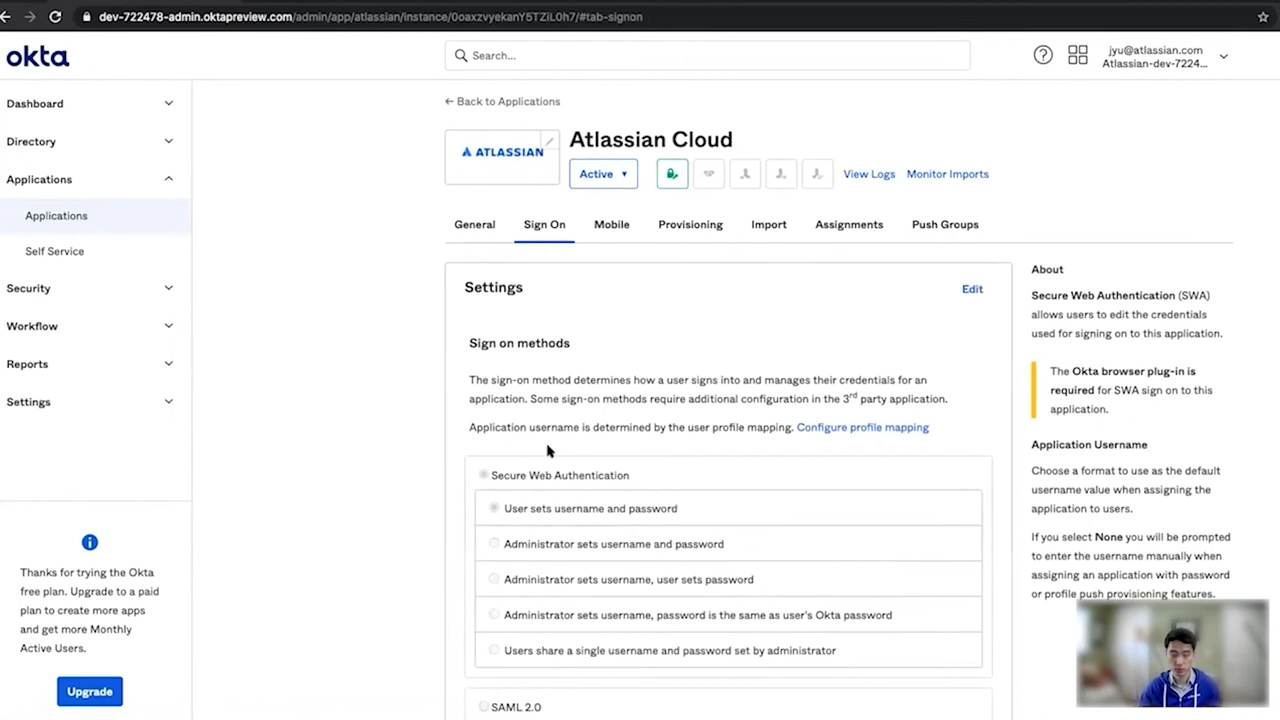 dev-722478-admin.oktapreview.com/admin/app/atlassian/instance/0oaxzvyekanY5TZiL0h7/#tab-signon
okta
Search...
jyu@atlassian.com
Atlassian-dev-7224...
Dashboard
Directory
Applications
Applications
Self Service
Security
Workflow
Reports
Settings
Thanks for trying the Okta
free plan. Upgrade to a paid
plan to create more apps
and get more Monthly
Active Users.
Upgrade
← Back to Applications
ATLASSIAN
Atlassian Cloud
Active
View Logs
Monitor Imports
General
Sign On
Mobile
Provisioning
Import
Assignments
Push Groups
Settings
Edit
Sign on methods
The sign-on method determines how a user signs into and manages their credentials for an
application. Some sign-on methods require additional configuration in the 3rd party application.
Application username is determined by the user profile mapping. Configure profile mapping
Secure Web Authentication
User sets username and password
Administrator sets username and password
Administrator sets username, user sets password
Administrator sets username, password is the same as user's Okta password
Users share a single username and password set by administrator
SAML 2.0
About
Secure Web Authentication (SWA)
allows users to edit the credentials
used for signing on to this application.
The Okta browser plug-in is
required for SWA sign on to this
application.
Application Username
Choose a format to use as the default
username value when assigning the
application to users.
If you select None you will be prompted
to enter the username manually when
assigning an application with password
or profile push provisioning features.